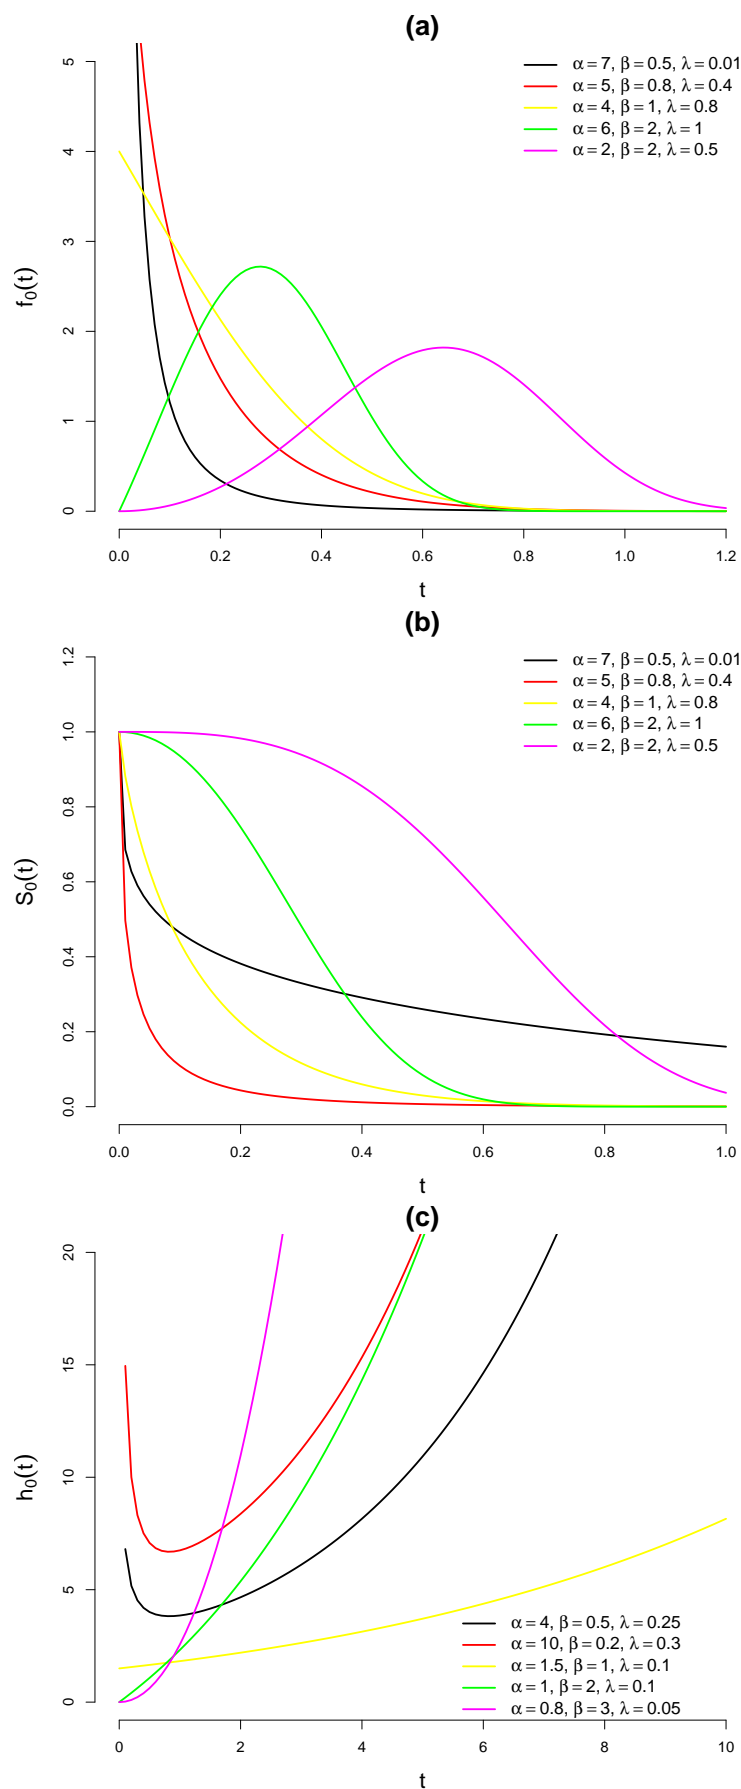 (a)
f₀(t)
5
4
3
2
1
0
α = 7, β = 0.5, λ = 0.01
α = 5, β = 0.8, λ = 0.4
α = 4, β = 1, λ = 0.8
α = 6, β = 2, λ = 1
α = 2, β = 2, λ = 0.5
0.0 0.2 0.4 0.6 0.8 1.0 1.2
t
(b)
S₀(t)
1.2
1.0
0.8
0.6
0.4
0.2
0.0
α = 7, β = 0.5, λ = 0.01
α = 5, β = 0.8, λ = 0.4
α = 4, β = 1, λ = 0.8
α = 6, β = 2, λ = 1
α = 2, β = 2, λ = 0.5
0.0 0.2 0.4 0.6 0.8 1.0
t
(c)
h₀(t)
20
15
10
5
0
α = 4, β = 0.5, λ = 0.25
α = 10, β = 0.2, λ = 0.3
α = 1.5, β = 1, λ = 0.1
α = 1, β = 2, λ = 0.1
α = 0.8, β = 3, λ = 0.05
0 2 4 6 8 10
t